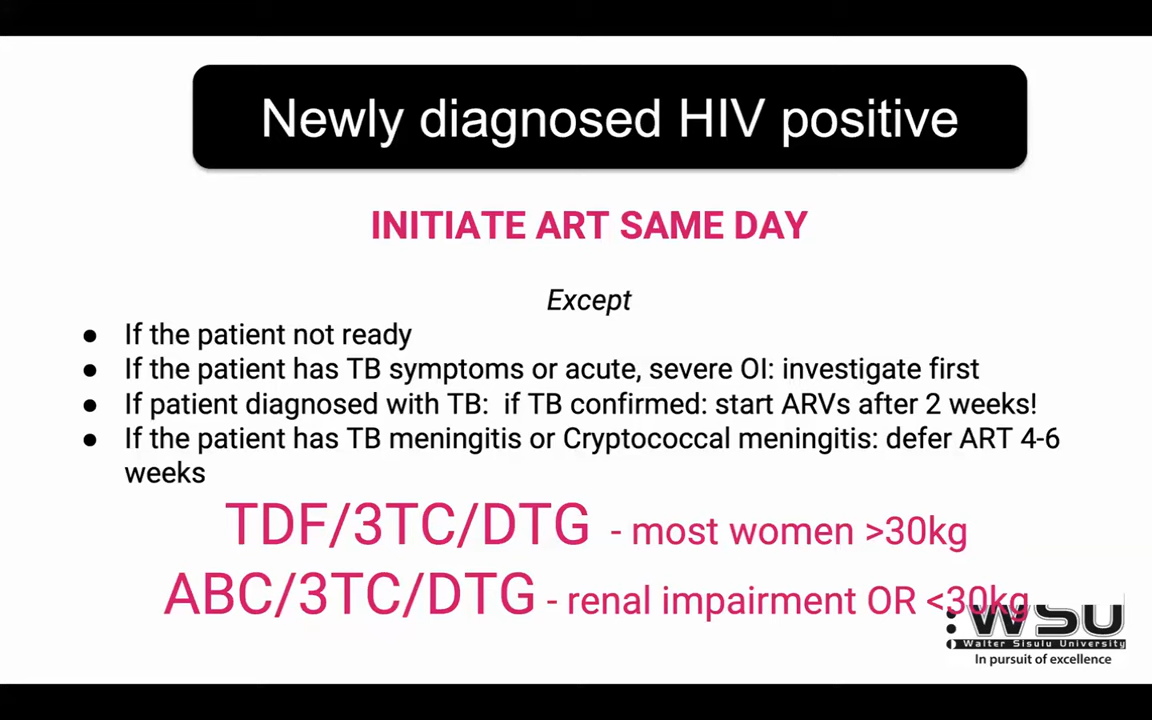 Newly diagnosed HIV positive
INITIATE ART SAME DAY
Except
● If the patient not ready
● If the patient has TB symptoms or acute, severe OI: investigate first
● If patient diagnosed with TB:  if TB confirmed: start ARVs after 2 weeks!
● If the patient has TB meningitis or Cryptococcal meningitis: defer ART 4-6
weeks
TDF/3TC/DTG - most women >30kg
ABC/3TC/DTG - renal impairment OR <30kg
WSU
Walter Sisulu University
In pursuit of excellence